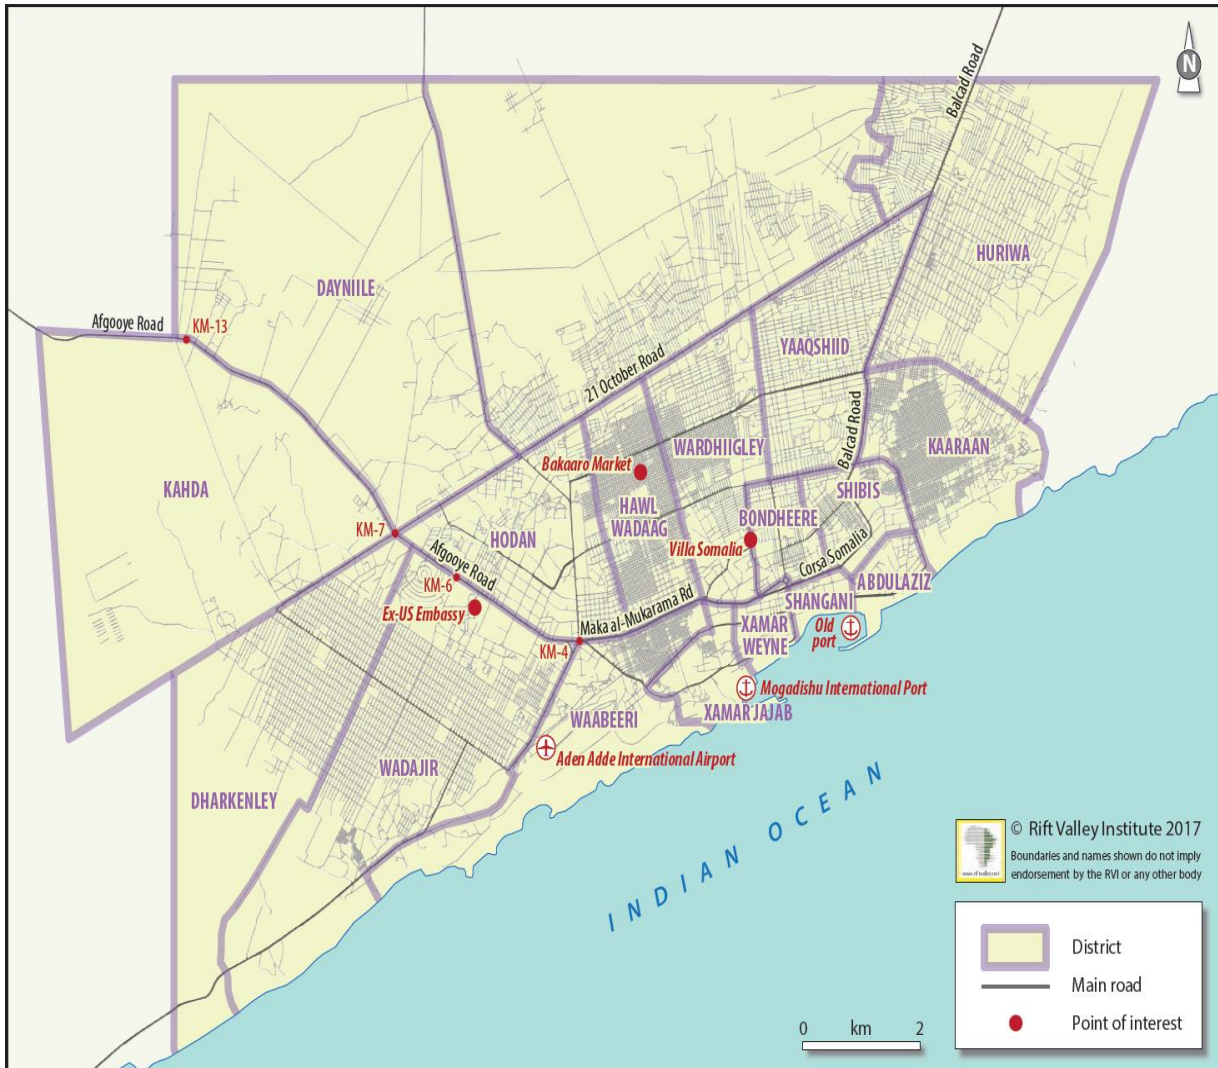 N
Balcad Road
HURIWA
DAYNIILE
Afgooye Road
KM-13
21 October Road
YAAQSHIID
Balcad Road
WARDHIIGLEY
KAARAAN
Bakaaro Market
KAHDA
SHIBIS
HAWL
WADAAG
BONDHEERE
KM-7
HODAN
Villa Somalia
Afgooye Road
Corsa Somalia
KM-6
ABDULAZIZ
Ex-US Embassy
Maka al-Mukarama Rd
SHANGANI
XAMAR
WEYNE
Old
port
KM-4
Mogadishu International Port
WAABEERI
XAMAR JAJAB
Aden Adde International Airport
WADAJIR
DHARKENLEY
INDIAN OCEAN
© Rift Valley Institute 2017
Boundaries and names shown do not imply
endorsement by the RVI or any other body
District
Main road
Point of interest
0 km 2